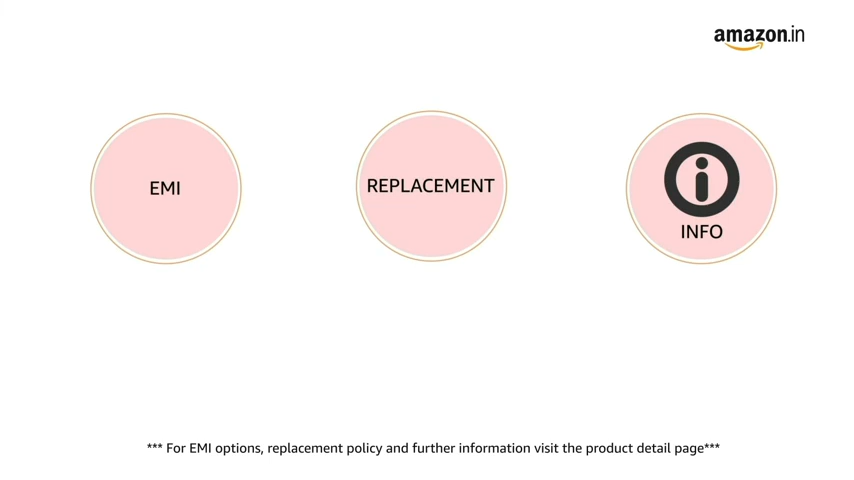 amazon.in
EMI
REPLACEMENT
INFO
*** For EMI options, replacement policy and further information visit the product detail page***